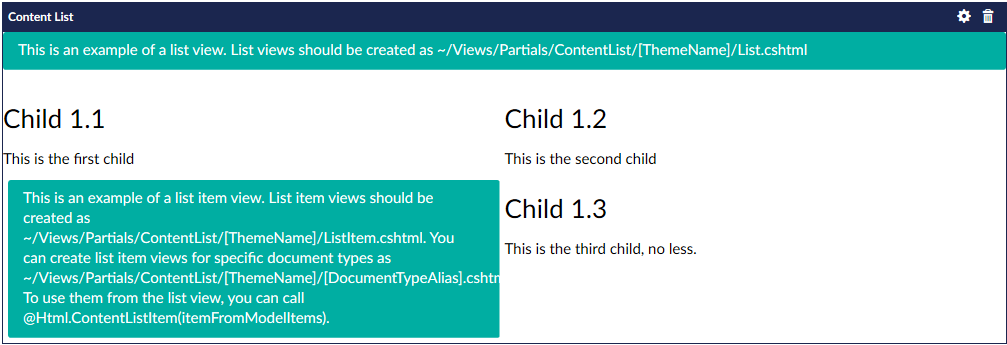 Content List
This is an example of a list view. List views should be created as ~/Views/Partials/ContentList/[ThemeName]/List.cshtml
Child 1.1
This is the first child
This is an example of a list item view. List item views should be
created as
~/Views/Partials/ContentList/[ThemeName]/ListItem.cshtml. You
can create list item views for specific document types as
~/Views/Partials/ContentList/[ThemeName]/[DocumentTypeAlias].cshtm
To use them from the list view, you can call
@Html.ContentListItem(itemFromModelItems).
Child 1.2
This is the second child
Child 1.3
This is the third child, no less.